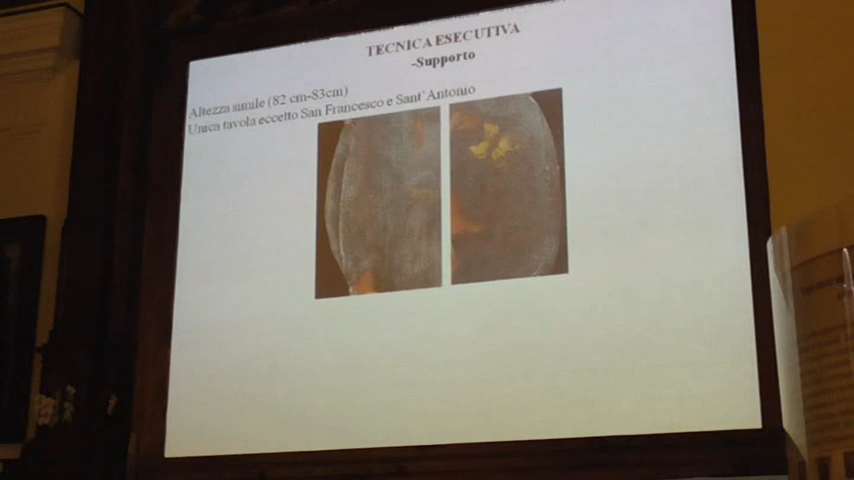 TECNICA ESECUTIVA
-Supporto
Altezza simile (82 cm-83cm)
Unica tavola eccetto San Francesco e Sant'Antonio